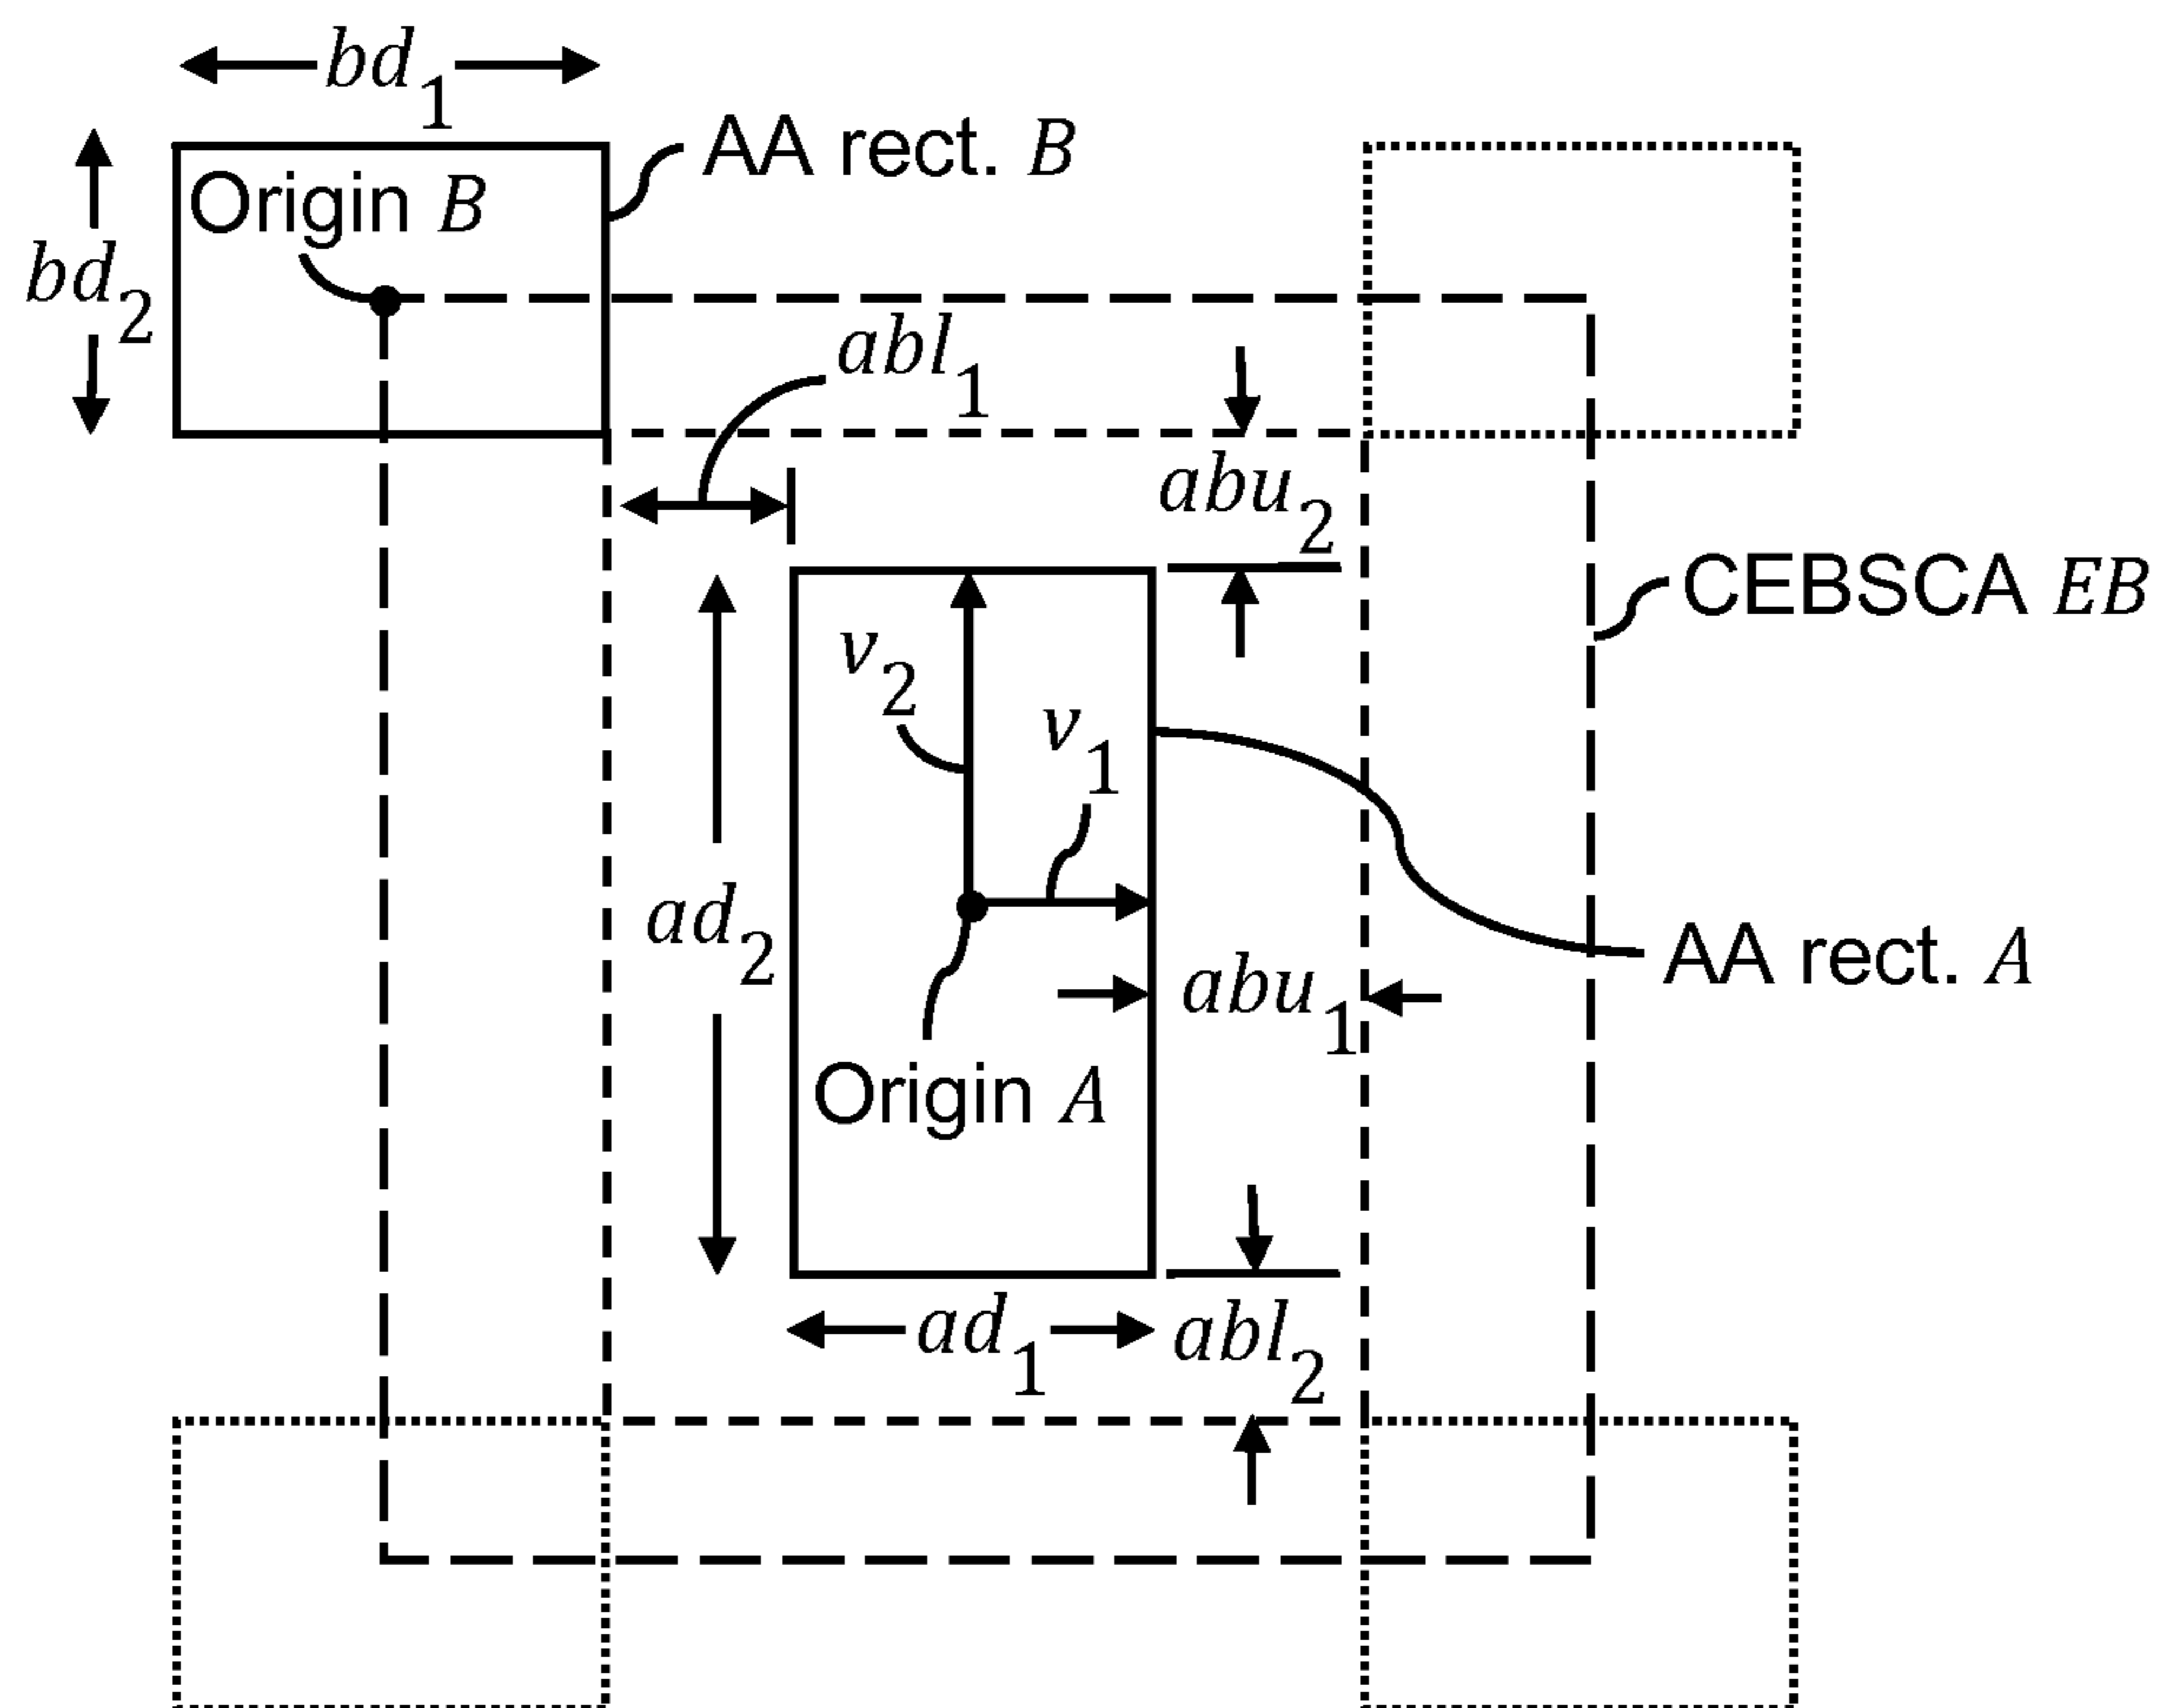 bd1
AA rect. B
Origin B
bd2
abl1
abu2
CEBSCA EB
v2
v1
ad2
AA rect. A
abu1
Origin A
ad1
abl2